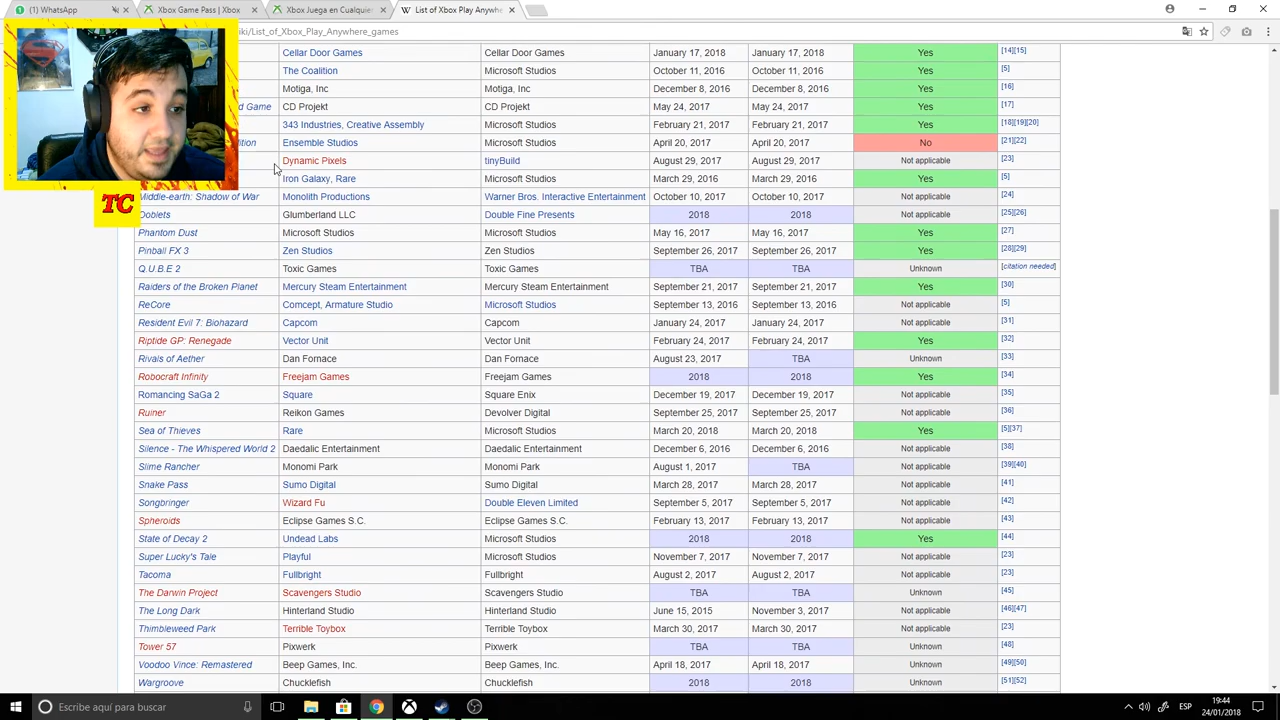 (1) WhatsApp
Xbox Game Pass | Xbox
Xbox Juega en Cualquie
List of Xbox Play Anywhe
ki/List_of_Xbox_Play_Anywhere_games
Cellar Door Games Cellar Door Games January 17, 2018 January 17, 2018 Yes [14][15]
The Coalition Microsoft Studios October 11, 2016 October 11, 2016 Yes [5]
Motiga, Inc Motiga, Inc December 8, 2016 December 8, 2016 Yes [16]
d Game CD Projekt CD Projekt May 24, 2017 May 24, 2017 Yes [17]
343 Industries, Creative Assembly Microsoft Studios February 21, 2017 February 21, 2017 Yes [18][19][20]
ition Ensemble Studios Microsoft Studios April 20, 2017 April 20, 2017 No [21][22]
Dynamic Pixels tinyBuild August 29, 2017 August 29, 2017 Not applicable [23]
Iron Galaxy, Rare Microsoft Studios March 29, 2016 March 29, 2016 Yes [5]
Middle-earth: Shadow of War Monolith Productions Warner Bros. Interactive Entertainment October 10, 2017 October 10, 2017 Not applicable [24]
Ooblets Glumberland LLC Double Fine Presents 2018 2018 Not applicable [25][26]
Phantom Dust Microsoft Studios Microsoft Studios May 16, 2017 May 16, 2017 Yes [27]
Pinball FX 3 Zen Studios Zen Studios September 26, 2017 September 26, 2017 Yes [28][29]
Q.U.B.E 2 Toxic Games Toxic Games TBA TBA Unknown [citation needed]
Raiders of the Broken Planet Mercury Steam Entertainment Mercury Steam Entertainment September 21, 2017 September 21, 2017 Yes [30]
ReCore Comcept, Armature Studio Microsoft Studios September 13, 2016 September 13, 2016 Not applicable [5]
Resident Evil 7: Biohazard Capcom Capcom January 24, 2017 January 24, 2017 Not applicable [31]
Riptide GP: Renegade Vector Unit Vector Unit February 24, 2017 February 24, 2017 Yes [32]
Rivals of Aether Dan Fornace Dan Fornace August 23, 2017 TBA Unknown [33]
Robocraft Infinity Freejam Games Freejam Games 2018 2018 Yes [34]
Romancing SaGa 2 Square Square Enix December 19, 2017 December 19, 2017 Not applicable [35]
Ruiner Reikon Games Devolver Digital September 25, 2017 September 25, 2017 Not applicable [36]
Sea of Thieves Rare Microsoft Studios March 20, 2018 March 20, 2018 Yes [5][37]
Silence - The Whispered World 2 Daedalic Entertainment Daedalic Entertainment December 6, 2016 December 6, 2016 Not applicable [38]
Slime Rancher Monomi Park Monomi Park August 1, 2017 TBA Not applicable [39][40]
Snake Pass Sumo Digital Sumo Digital March 28, 2017 March 28, 2017 Not applicable [41]
Songbringer Wizard Fu Double Eleven Limited September 5, 2017 September 5, 2017 Not applicable [42]
Spheroids Eclipse Games S.C. Eclipse Games S.C. February 13, 2017 February 13, 2017 Not applicable [43]
State of Decay 2 Undead Labs Microsoft Studios 2018 2018 Yes [44]
Super Lucky's Tale Playful Microsoft Studios November 7, 2017 November 7, 2017 Not applicable [23]
Tacoma Fullbright Fullbright August 2, 2017 August 2, 2017 Not applicable [23]
The Darwin Project Scavengers Studio Scavengers Studio TBA TBA Unknown [45]
The Long Dark Hinterland Studio Hinterland Studio June 15, 2015 November 3, 2017 Not applicable [46][47]
Thimbleweed Park Terrible Toybox Terrible Toybox March 30, 2017 March 30, 2017 Not applicable [23]
Tower 57 Pixwerk Pixwerk TBA TBA Unknown [48]
Voodoo Vince: Remastered Beep Games, Inc. Beep Games, Inc. April 18, 2017 April 18, 2017 Unknown [49][50]
Wargroove Chucklefish Chucklefish 2018 2018 Unknown [51][52]
TC
Escribe aquí para buscar
ESP
19:44
24/01/2018